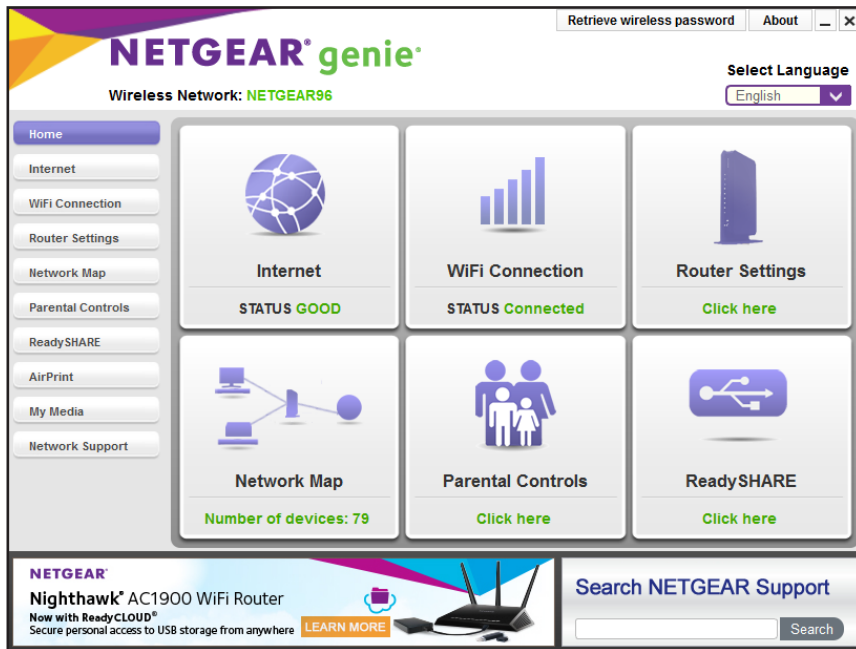 Retrieve wireless password About
NETGEAR® genie®
Select Language
Wireless Network: NETGEAR96
English
Home
Internet
WiFi Connection
Router Settings
Network Map
Parental Controls
ReadySHARE
AirPrint
My Media
Network Support
Internet
STATUS GOOD
WiFi Connection
STATUS Connected
Router Settings
Click here
Network Map
Number of devices: 79
Parental Controls
Click here
ReadySHARE
Click here
NETGEAR®
Nighthawk® AC1900 WiFi Router
Now with ReadyCLOUD®
Secure personal access to USB storage from anywhere
LEARN MORE
Search NETGEAR Support
Search